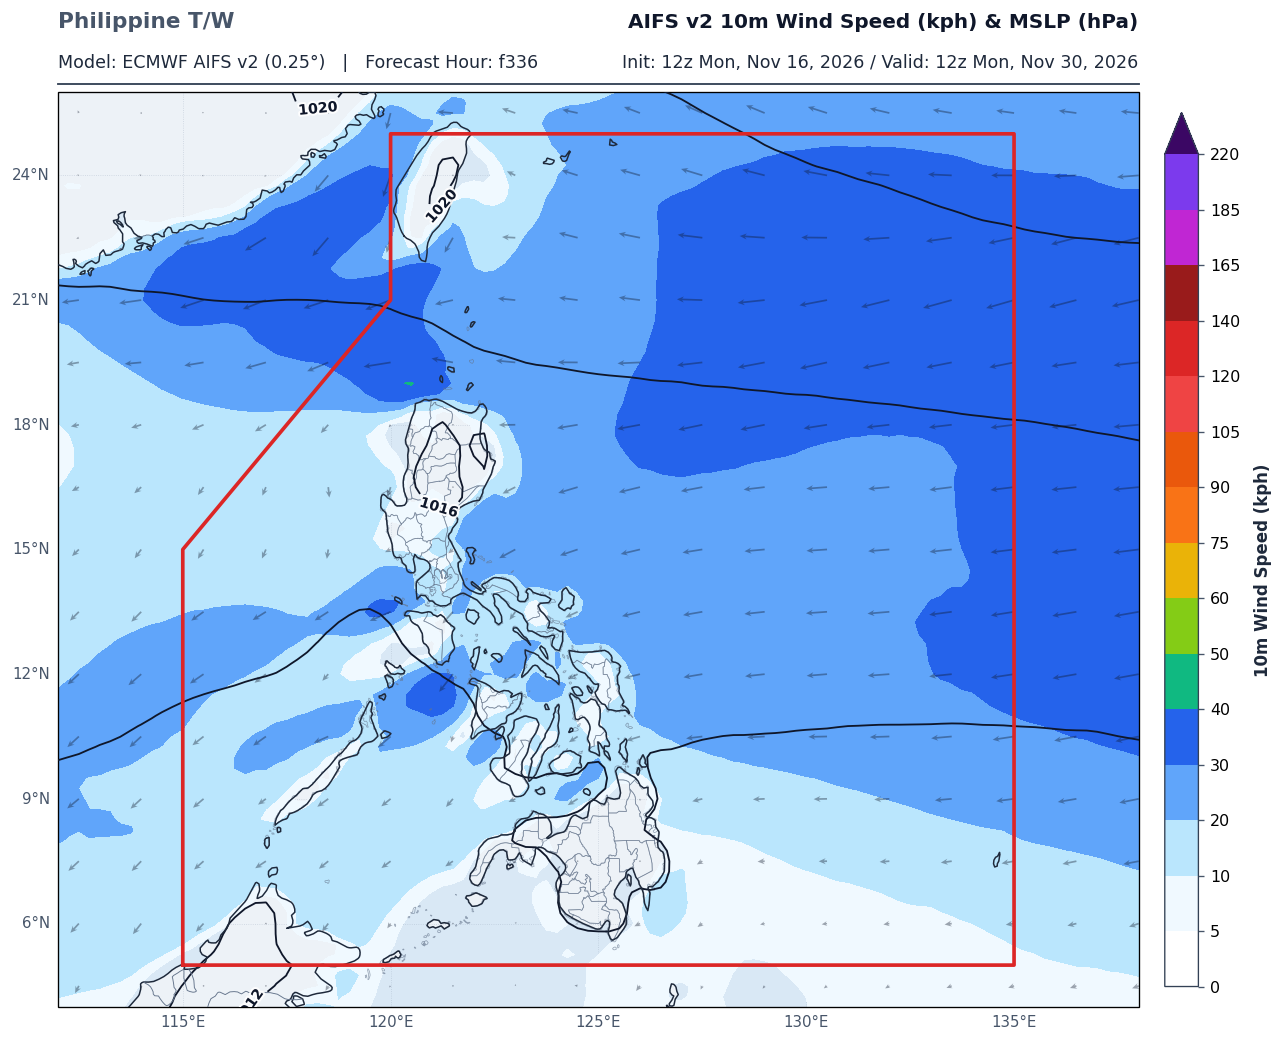 Philippine T/W
AIFS v2 10m Wind Speed (kph) & MSLP (hPa)
Model: ECMWF AIFS v2 (0.25°) | Forecast Hour: f336
Init: 12z Mon, Nov 16, 2026 / Valid: 12z Mon, Nov 30, 2026
1020
24°N
1020
21°N
18°N
1016
15°N
12°N
9°N
6°N
115°E
120°E
125°E
130°E
135°E
220
185
165
140
120
105
90
75
60
50
40
30
20
10
5
0
10m Wind Speed (kph)